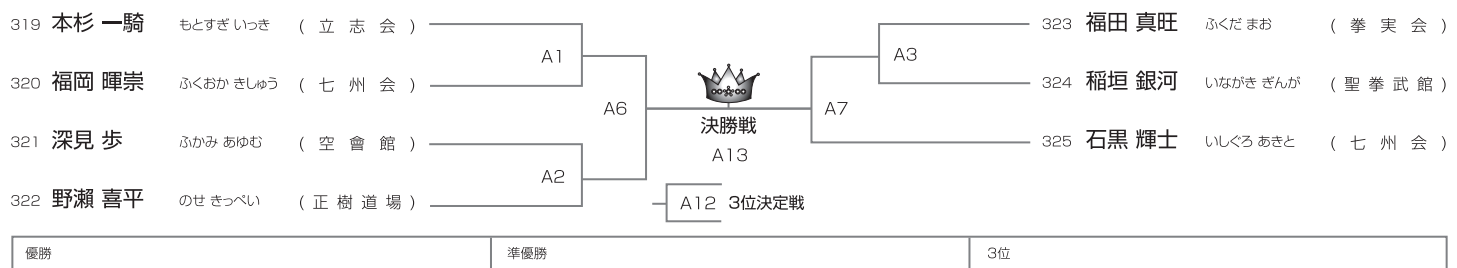 319 本杉 一騎 もとすぎ いっき ( 立 志 会 )
320 福岡 暉崇 ふくおか きしゅう ( 七 州 会 )
321 深見 歩 ふかみ あゆむ ( 空 會 館 )
322 野瀬 喜平 のせ きっぺい ( 正 樹 道 場 )
A1
A2
A6
決勝戦
A13
A12 3位決定戦
A7
A3
323 福田 真旺 ふくだ まお ( 拳 実 会 )
324 稲垣 銀河 いながき ぎんが ( 聖 拳 武 館 )
325 石黒 輝士 いしぐろ あきと ( 七 州 会 )
優勝 準優勝 3位